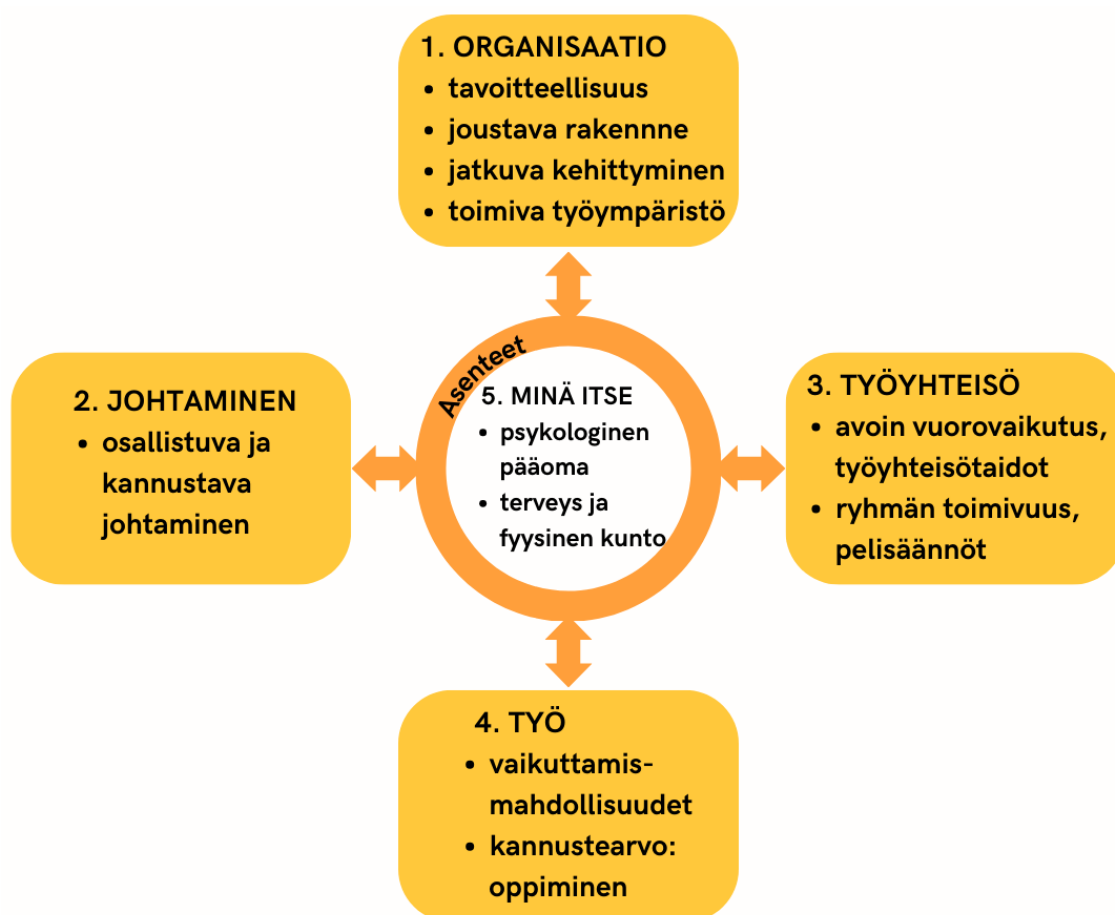 1. ORGANISAATIO
• tavoitteellisuus
• joustava rakennne
• jatkuva kehittyminen
• toimiva työympäristö
2. JOHTAMINEN
• osallistuva ja
kannustava
johtaminen
Asenteet
5. MINÄ ITSE
• psykologinen
pääoma
• terveys ja
fyysinen kunto
3. TYÖYHTEISÖ
• avoin vuorovaikutus,
työyhteisötaidot
• ryhmän toimivuus,
pelisäännöt
4. TYÖ
• vaikuttamis-
mahdollisuudet
• kannustearvo:
oppiminen